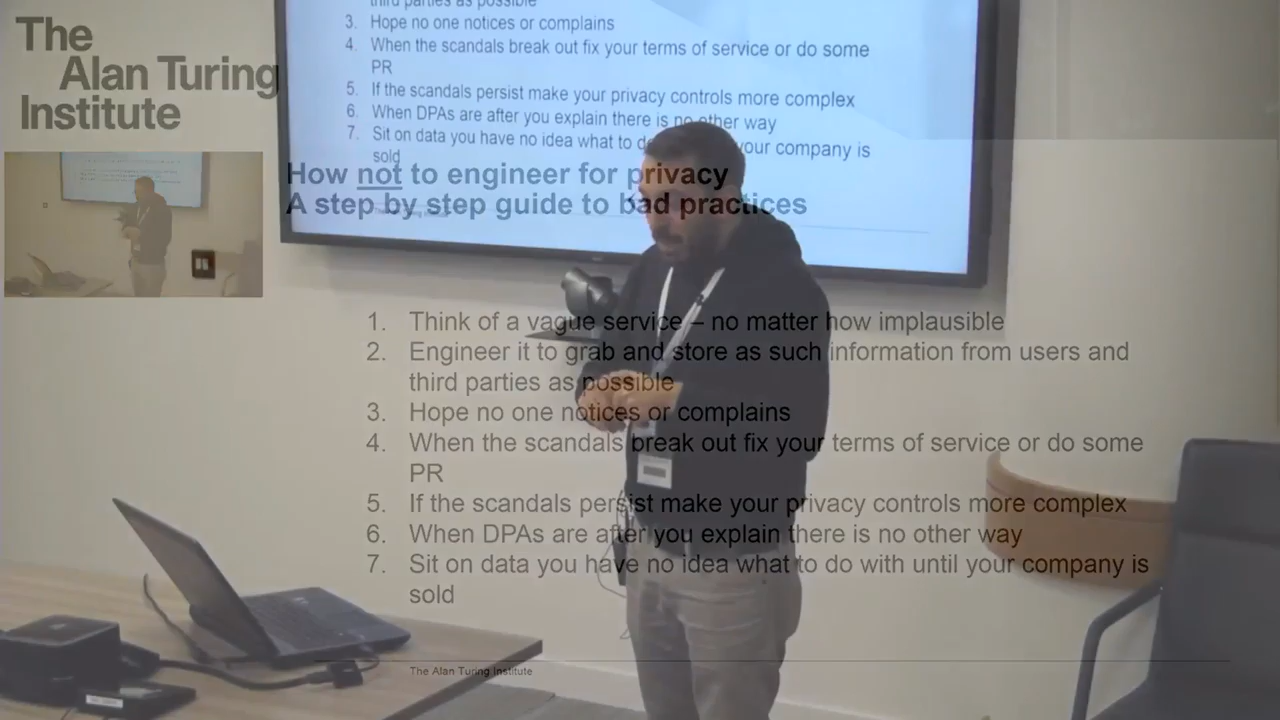 The
Alan Turing
Institute
third parties as possible
3. Hope no one notices or complains
4. When the scandals break out fix your terms of service or do some
PR
5. If the scandals persist make your privacy controls more complex
6. When DPAs are after you explain there is no other way
7. Sit on data you have no idea what to do your company is
sold
How not to engineer for privacy
A step by step guide to bad practices
1. Think of a vague service – no matter how implausible
2. Engineer it to grab and store as such information from users and
third parties as possible
3. Hope no one notices or complains
4. When the scandals break out fix your terms of service or do some
PR
5. If the scandals persist make your privacy controls more complex
6. When DPAs are after you explain there is no other way
7. Sit on data you have no idea what to do with until your company is
sold
The Alan Turing Institute